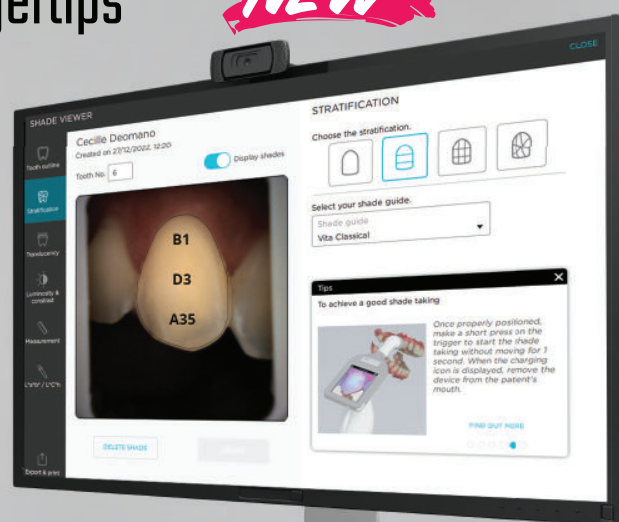 gertips
NEW
CLOSE
SHADE VIEWER
Cecille Deomano
Created on 27/12/2022, 12:20
Tooth No. 6
Display shades
Tooth outline
Stratification
Translucency
Luminosity & contrast
Measurement
L*a*b* / L*C*h
Export & print
B1
D3
A35
DELETE SHADE
STRATIFICATION
Choose the stratification.
Select your shade guide.
Shade guide
Vita Classical
Tips
To achieve a good shade taking
Once properly positioned,
make a short press on the
trigger to start the shade
taking without moving for 1
second. When the charging
icon is displayed, remove the
device from the patient's
mouth.
FIND OUT MORE